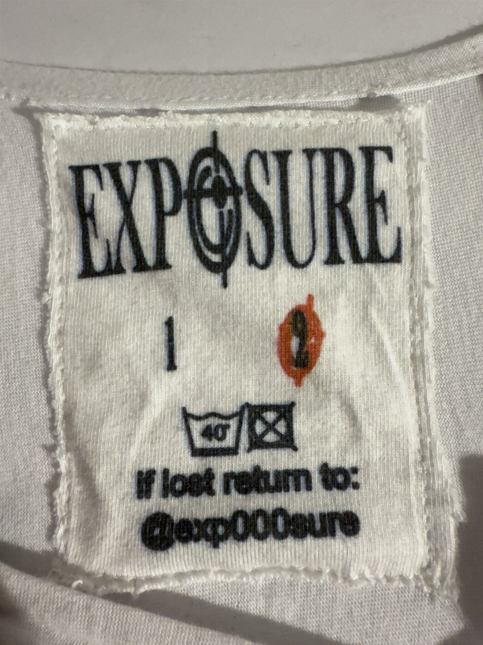 EXPOSURE
1 2
40°
If lost return to:
@exp000sure